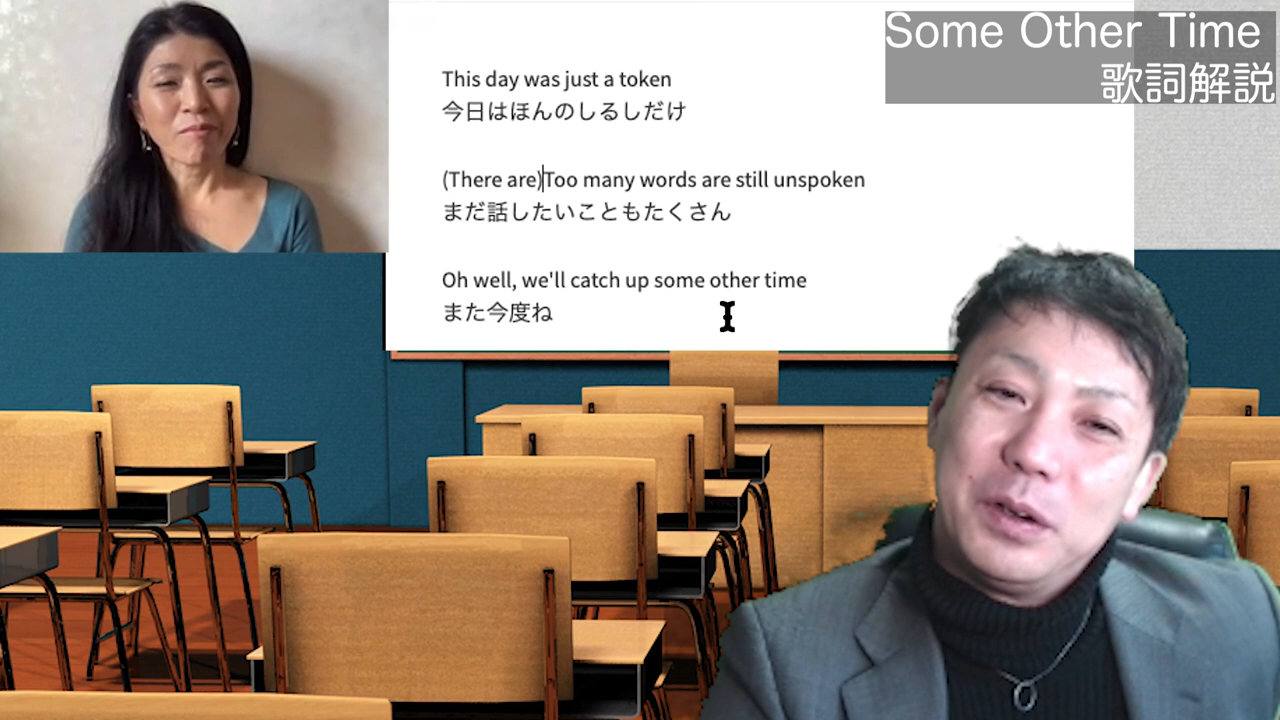 Some Other Time
歌詞解説
This day was just a token
今日はほんのしるしだけ
(There are)Too many words are still unspoken
まだ話したいこともたくさん
Oh well, we'll catch up some other time
また今度ね